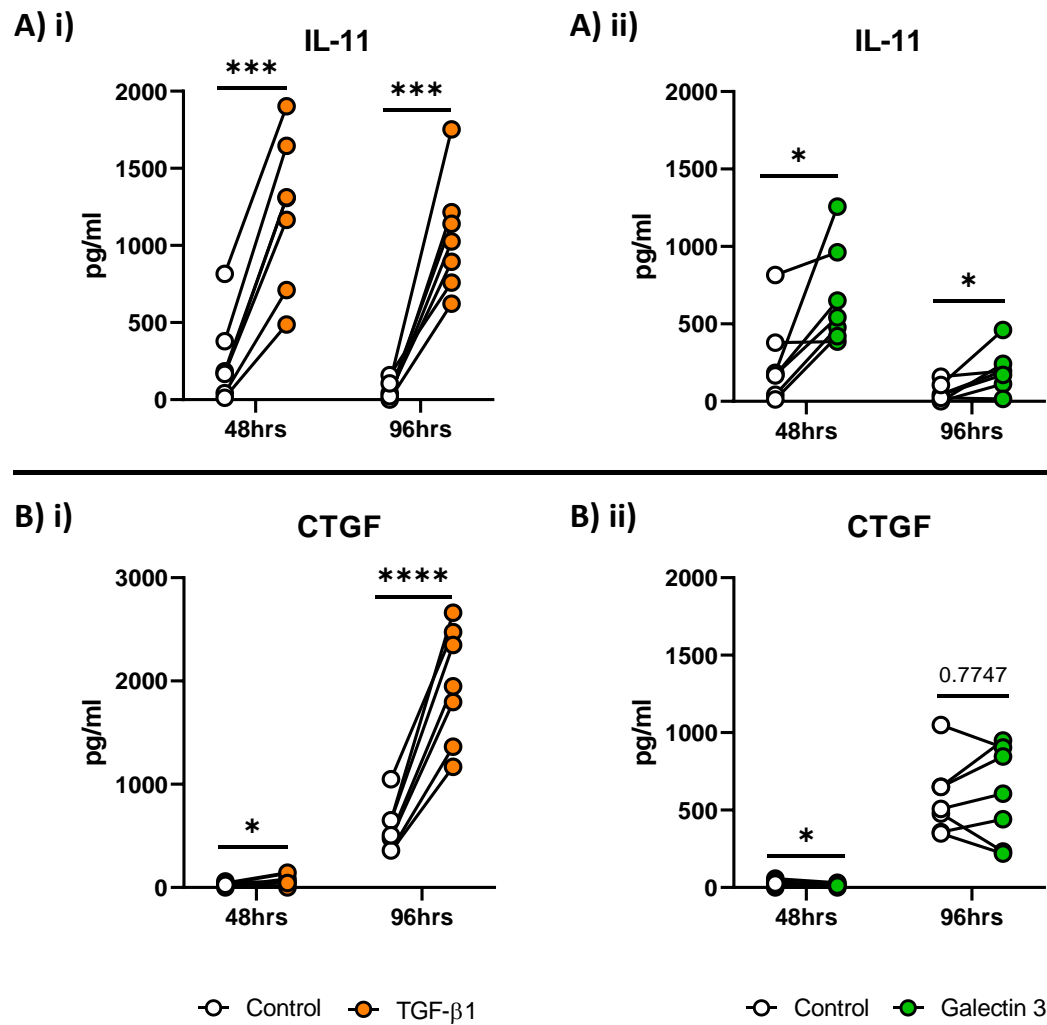 A) i)
IL-11
***
***
2000
1500
1000
500
0
pg/ml
48hrs
96hrs
A) ii)
IL-11
*
*
2000
1500
1000
500
0
pg/ml
48hrs
96hrs
B) i)
CTGF
*
****
3000
2000
1000
0
pg/ml
48hrs
96hrs
B) ii)
CTGF
*
0.7747
2000
1500
1000
500
0
pg/ml
48hrs
96hrs
Control TGF-β1
Control Galectin 3